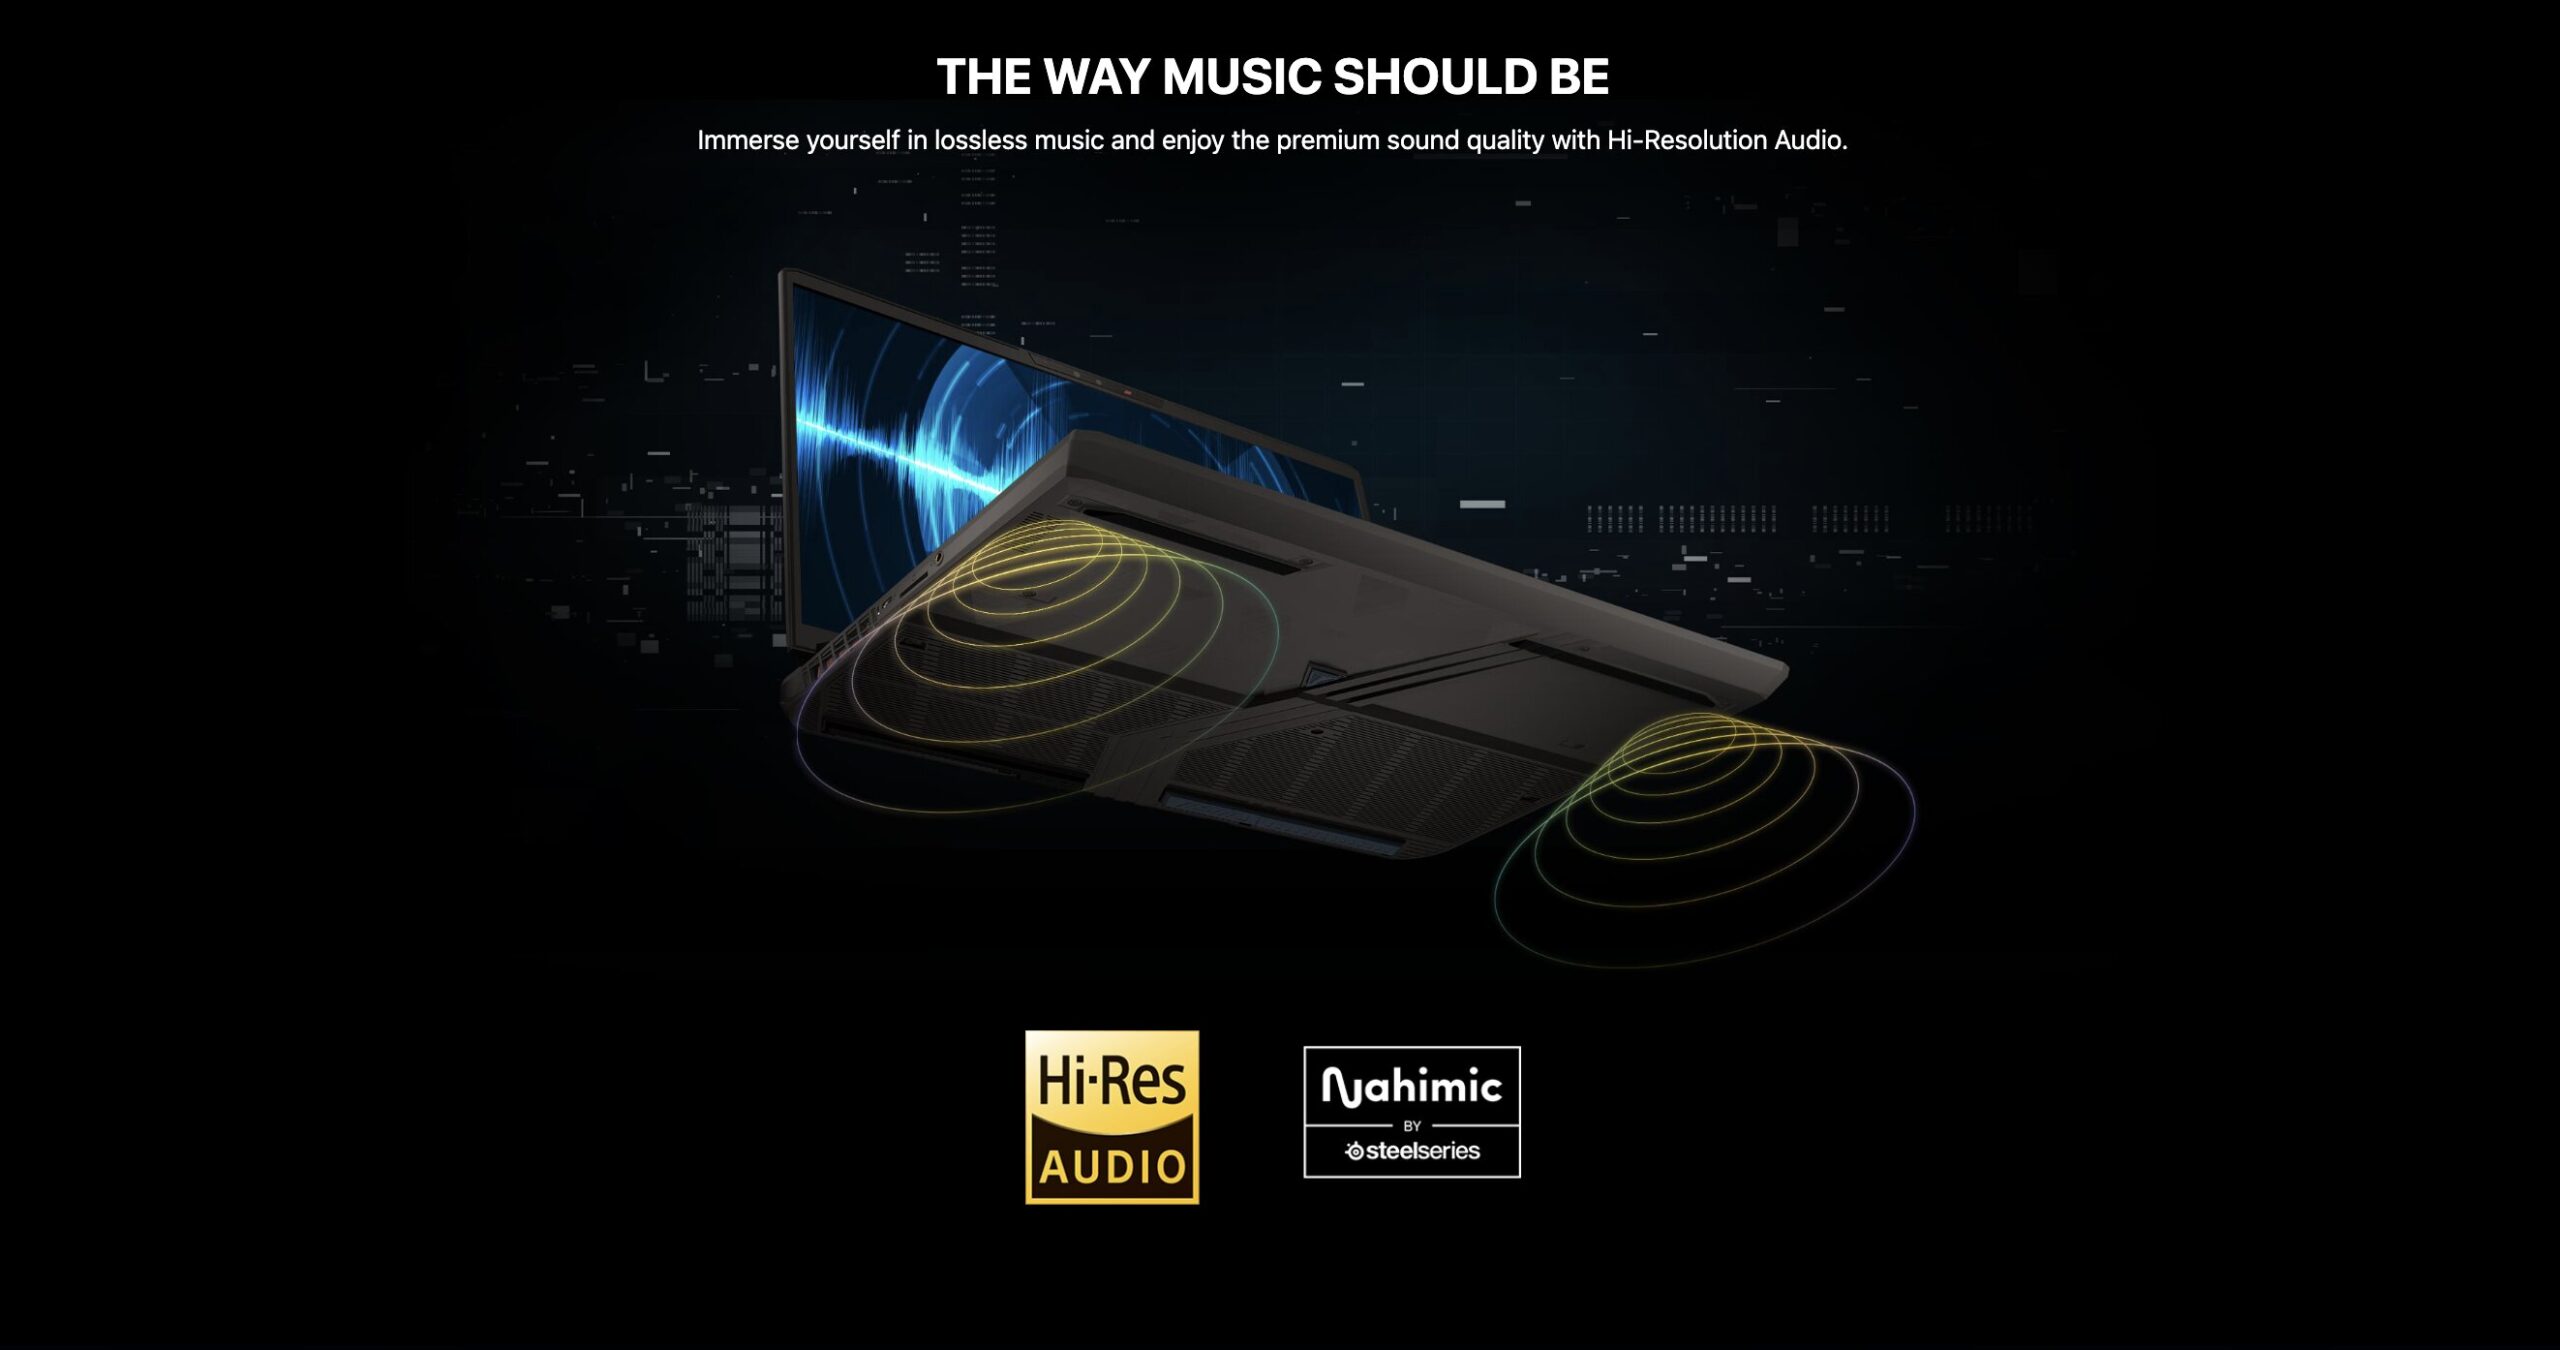 THE WAY MUSIC SHOULD BE
Immerse yourself in lossless music and enjoy the premium sound quality with Hi-Resolution Audio.
Hi-Res
AUDIO
Nahimic
BY
steelseries